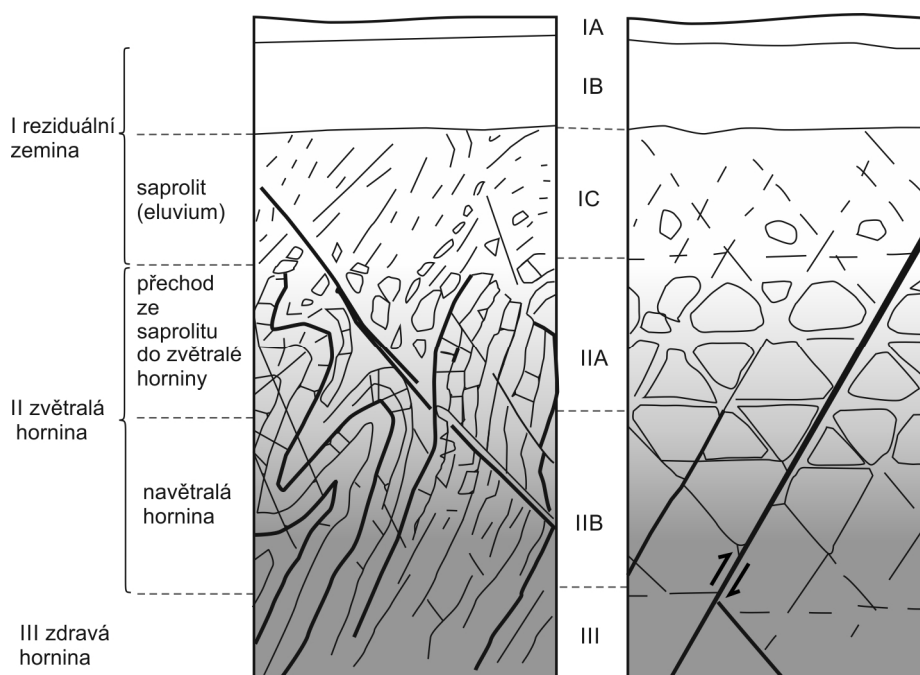 I reziduální
zemina
saprolit
(eluvium)
přechod
ze
saprolitu
do zvětralé
horniny
II zvětralá
hornina
navětralá
hornina
III zdravá
hornina
IA
IB
IC
IIA
IIB
III